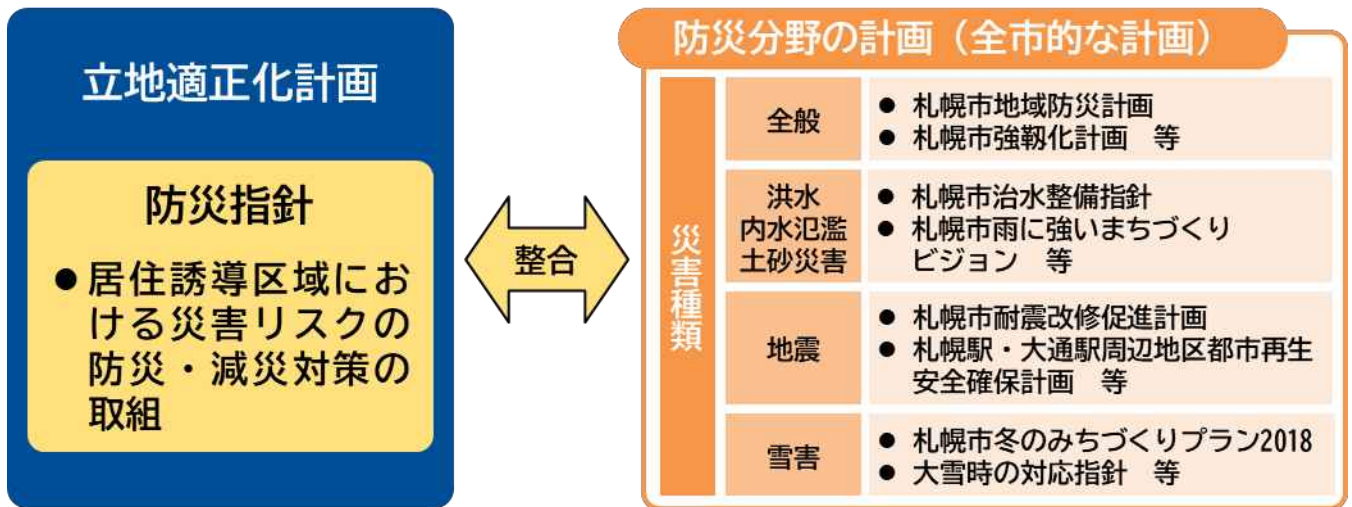 立地適正化計画
防災指針
● 居住誘導区域にお
ける災害リスクの
防災・減災対策の
取組
整合
防災分野の計画（全市的な計画）
災害種類
全般
● 札幌市地域防災計画
● 札幌市強靱化計画　等
洪水
内水氾濫
土砂災害
● 札幌市治水整備指針
● 札幌市雨に強いまちづくり
ビジョン　等
地震
● 札幌市耐震改修促進計画
● 札幌駅・大通駅周辺地区都市再生
安全確保計画　等
雪害
● 札幌市冬のみちづくりプラン2018
● 大雪時の対応指針　等